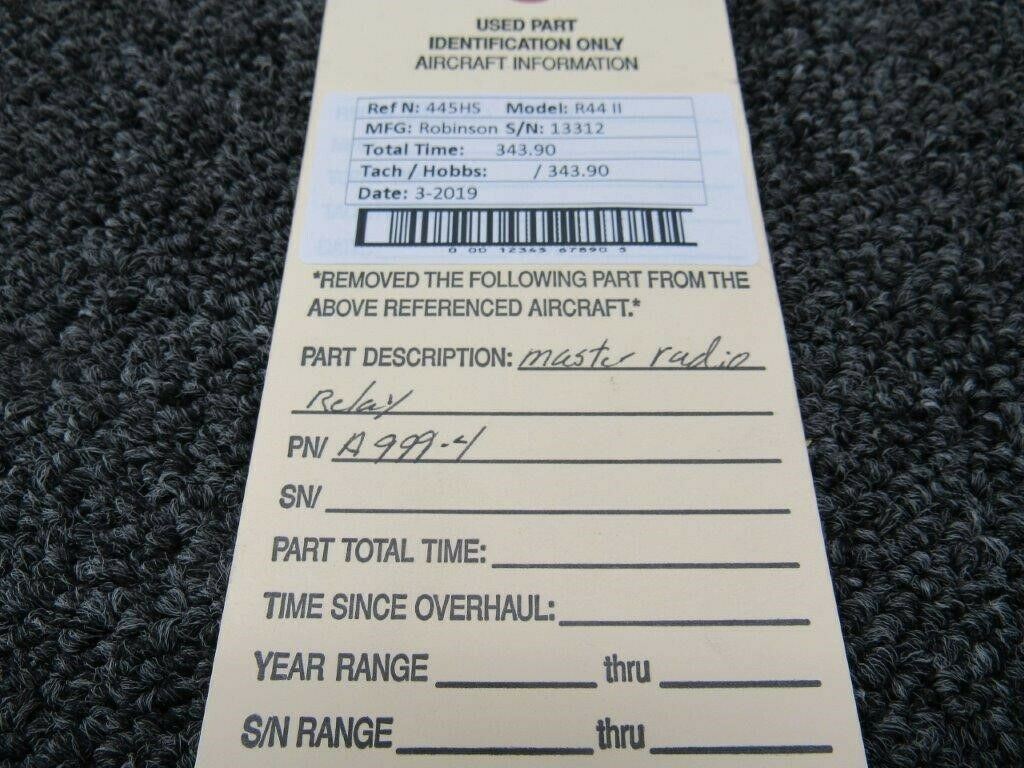 USED PART
IDENTIFICATION ONLY
AIRCRAFT INFORMATION
Ref N: 445HS Model: R44 II
MFG: Robinson S/N: 13312
Total Time: 343.90
Tach / Hobbs: / 343.90
Date: 3-2019
0 00 12345 67890 5
*REMOVED THE FOLLOWING PART FROM THE
ABOVE REFERENCED AIRCRAFT.*
PART DESCRIPTION: master radio
Relay
PN/ A999-4
SN/
PART TOTAL TIME:
TIME SINCE OVERHAUL:
YEAR RANGE thru
S/N RANGE thru